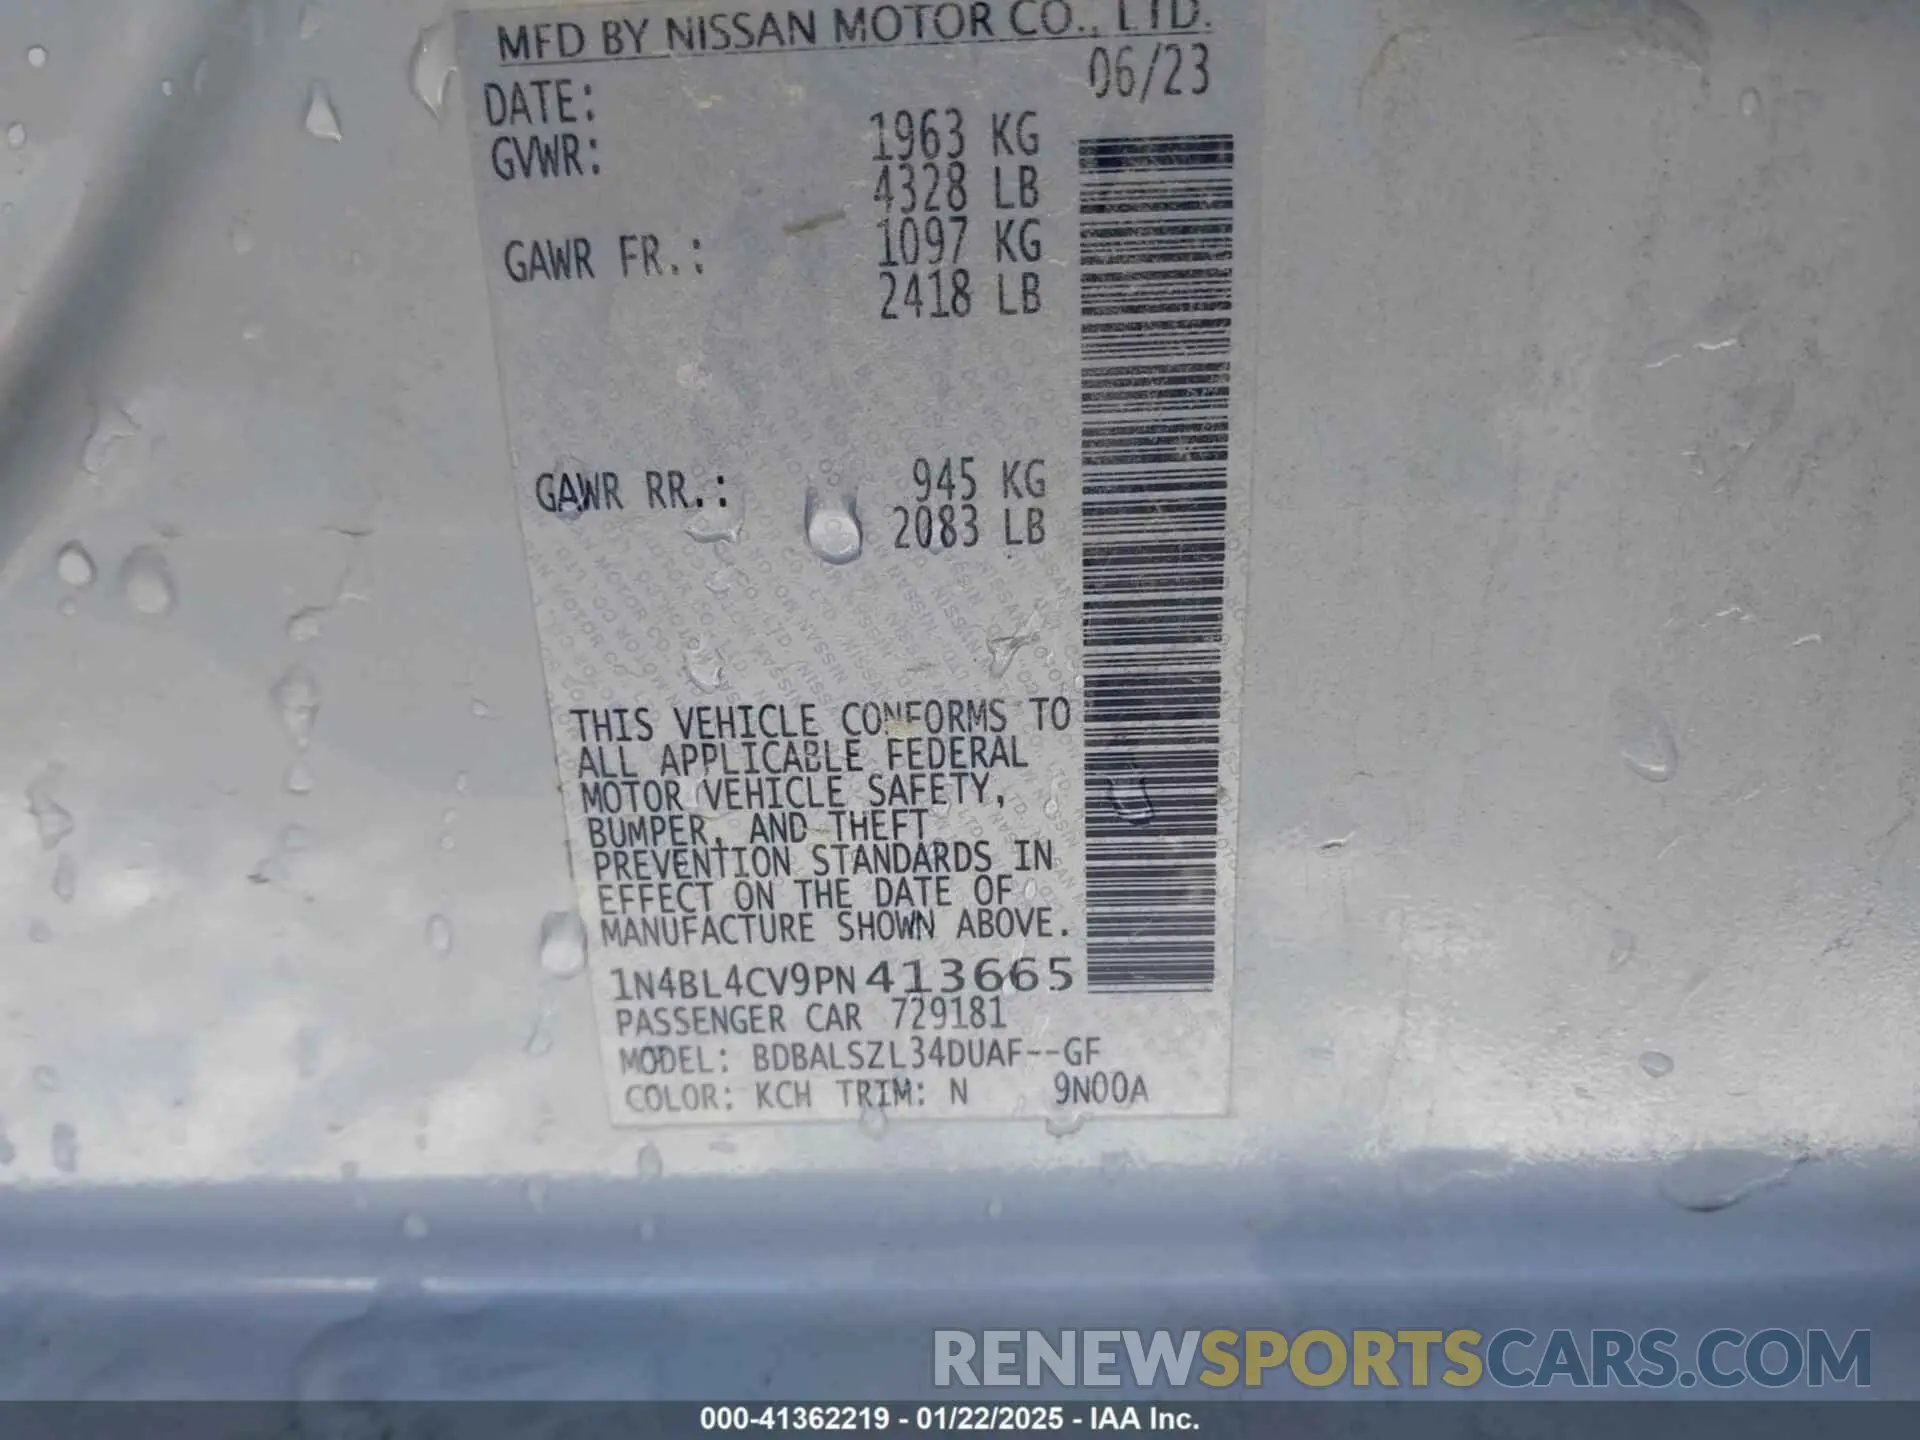 MFD BY NISSAN MOTOR CO., LTD.
DATE: 06/23
GVWR: 1963 KG
4328 LB
GAWR FR.: 1097 KG
2418 LB
GAWR RR.: 945 KG
2083 LB
THIS VEHICLE CONFORMS TO
ALL APPLICABLE FEDERAL
MOTOR VEHICLE SAFETY,
BUMPER, AND THEFT
PREVENTION STANDARDS IN
EFFECT ON THE DATE OF
MANUFACTURE SHOWN ABOVE.
1N4BL4CV9PN413665
PASSENGER CAR 729181
MODEL: BDBALSZL34DUAF--GF
COLOR: KCH TRIM: N 9N00A
RENEWSPORTSCARS.COM
000-41362219 - 01/22/2025 - IAA Inc.